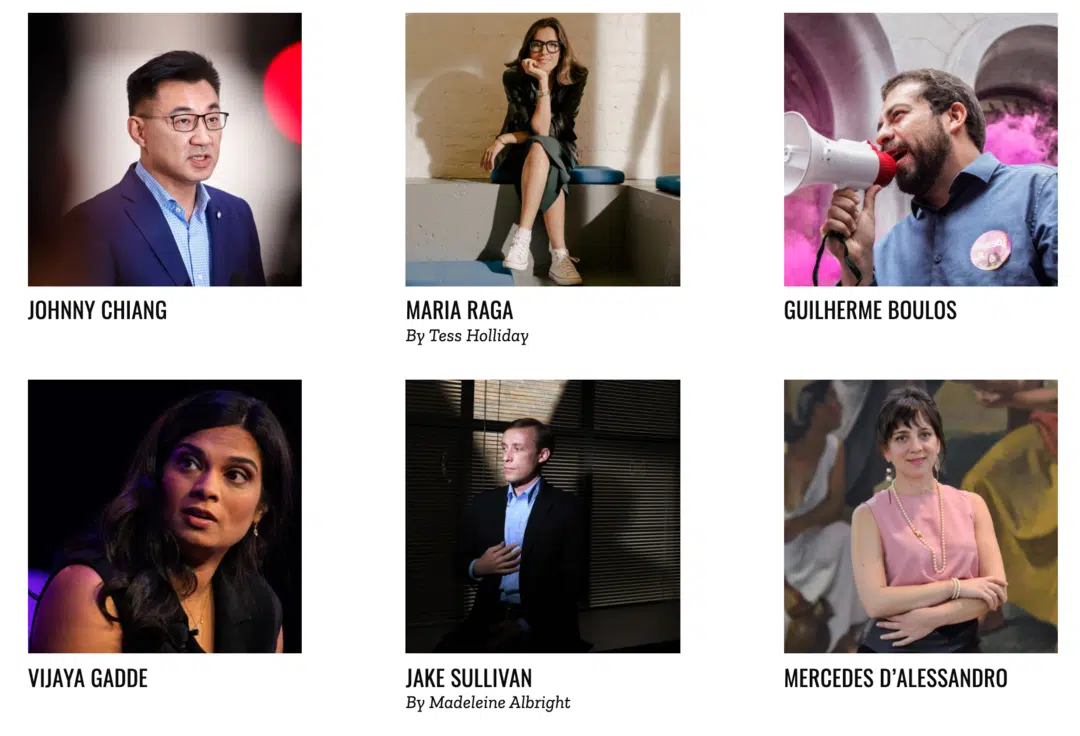 JOHNNY CHIANG
MARIA RAGA
By Tess Holliday
GUILHERME BOULOS
VIJAYA GADDE
JAKE SULLIVAN
By Madeleine Albright
MERCEDES D’ALESSANDRO